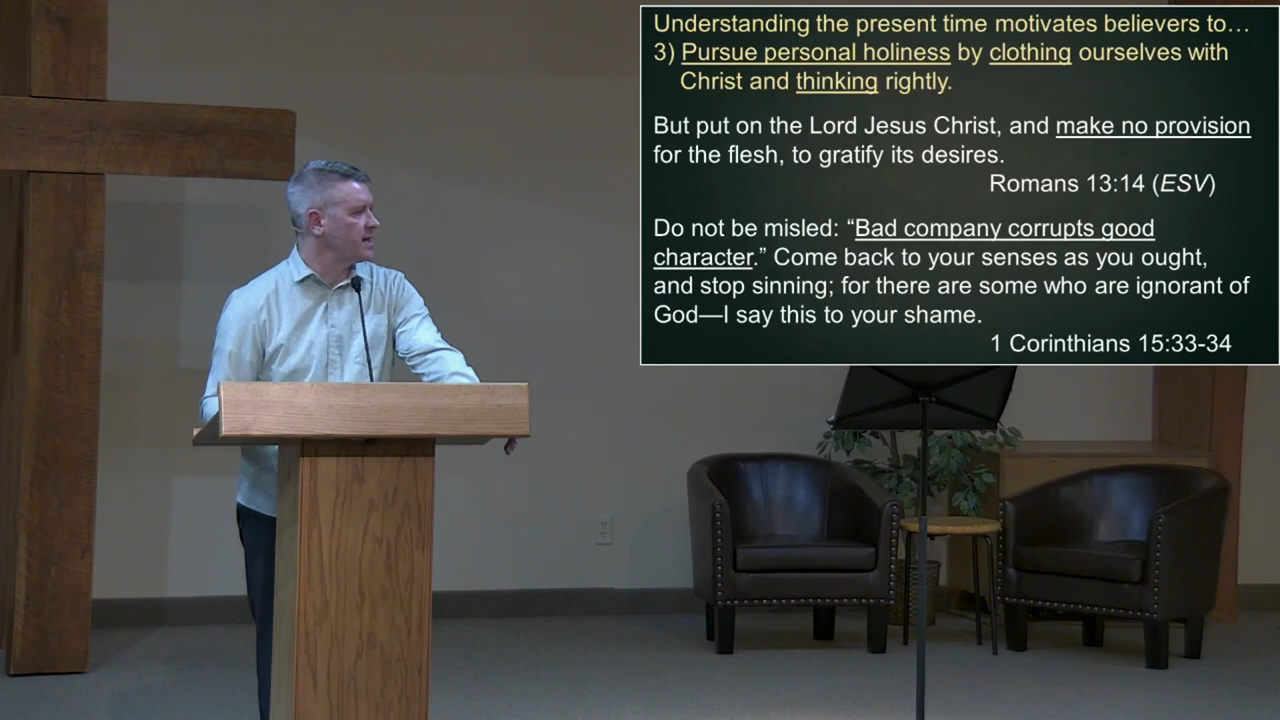 Understanding the present time motivates believers to…
3) Pursue personal holiness by clothing ourselves with
Christ and thinking rightly.
But put on the Lord Jesus Christ, and make no provision
for the flesh, to gratify its desires.
Romans 13:14 (ESV)
Do not be misled: “Bad company corrupts good
character.” Come back to your senses as you ought,
and stop sinning; for there are some who are ignorant of
God—I say this to your shame.
1 Corinthians 15:33-34